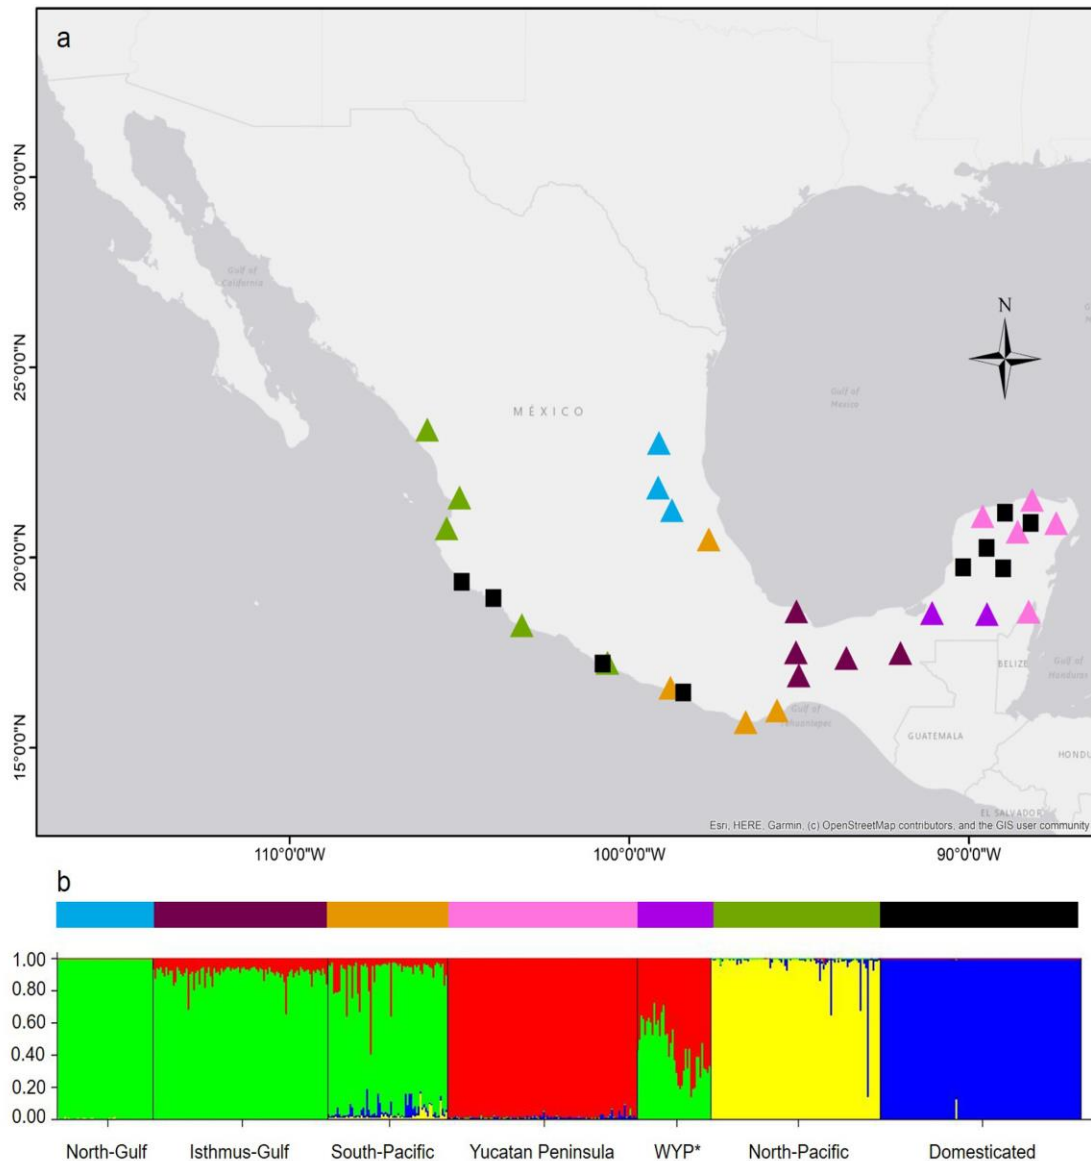 a
30°0'0"N
25°0'0"N
20°0'0"N
15°0'0"N
Gulf of
California
MÉXICO
Gulf of
Mexico
N
BELIZE
Gulf of
Honduras
Gulf of
GUATEMALA
HONDU
EL SALVADOR
Esri, HERE, Garmin, (c) OpenStreetMap contributors, and the GIS user community
110°0'0"W
100°0'0"W
90°0'0"W
b
1.00
0.80
0.60
0.40
0.20
0.00
North-Gulf
Isthmus-Gulf
South-Pacific
Yucatan Peninsula
WYP*
North-Pacific
Domesticated